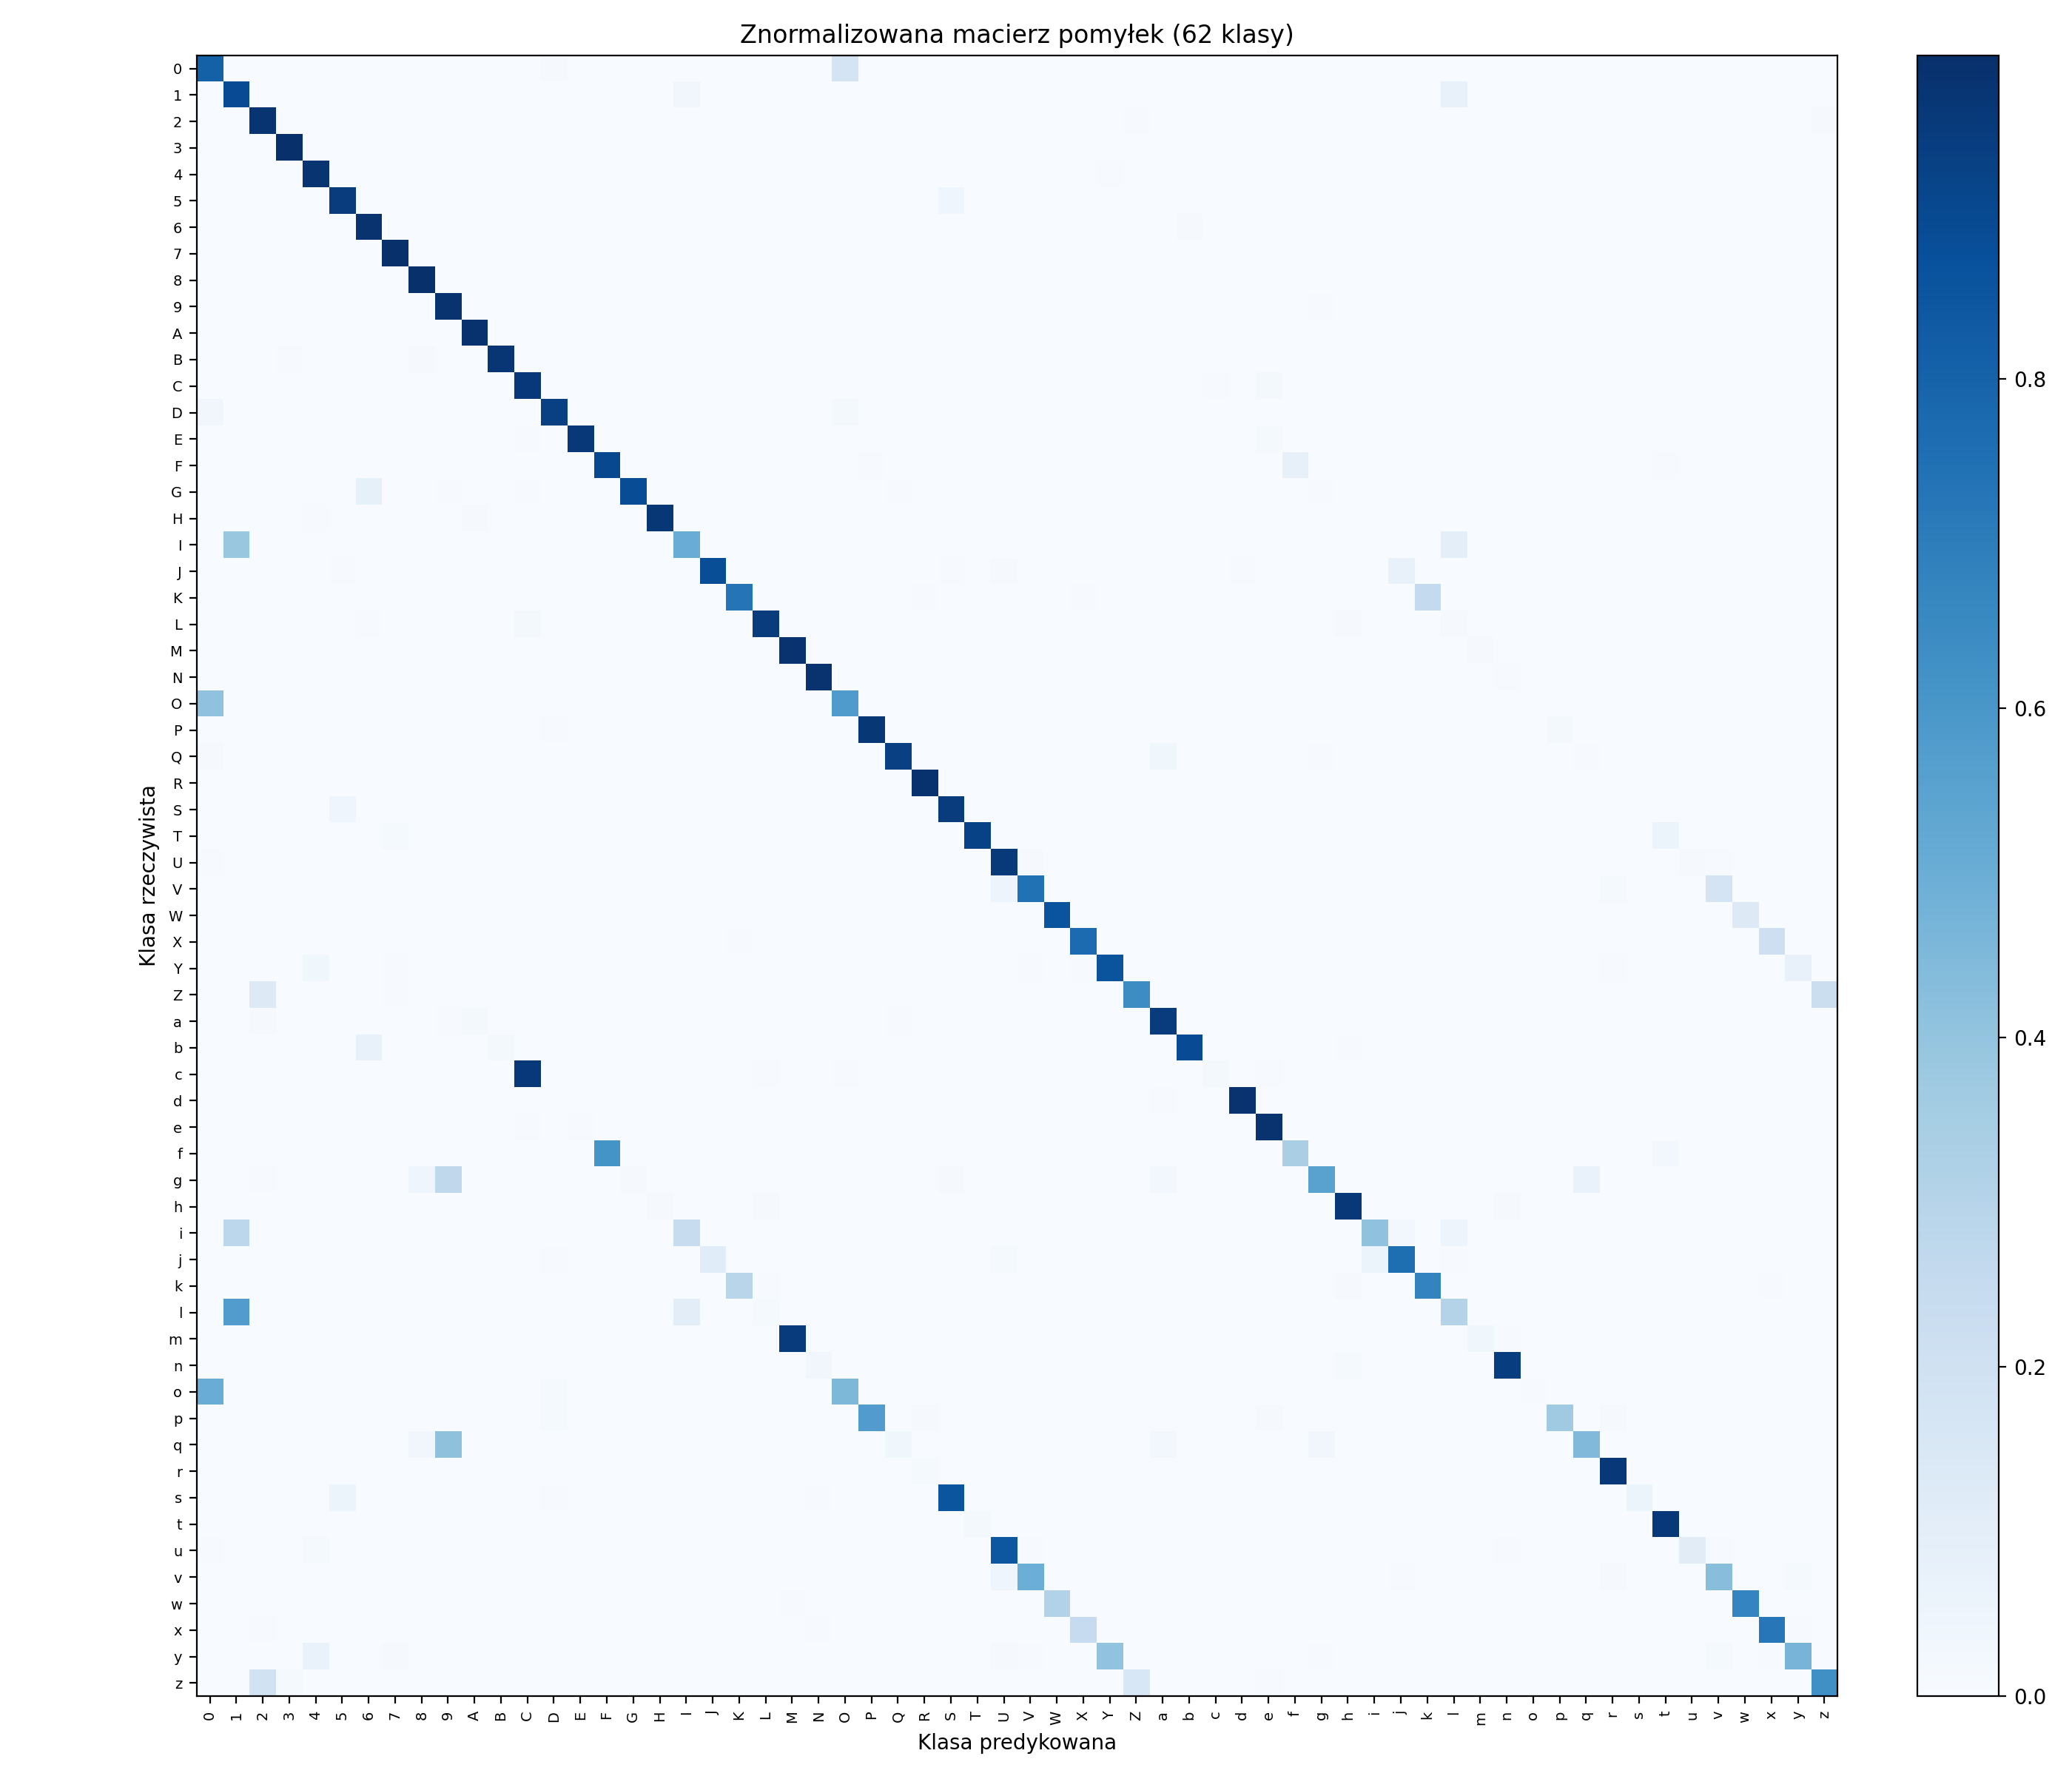 Znormalizowana macierz pomyłek (62 klasy)
Klasa rzeczywista
0
1
2
3
4
5
6
7
8
9
A
B
C
D
E
F
G
H
I
J
K
L
M
N
O
P
Q
R
S
T
U
V
W
X
Y
Z
a
b
c
d
e
f
g
h
i
j
k
l
m
n
o
p
q
r
s
t
u
v
w
x
y
z
0 1 2 3 4 5 6 7 8 9 A B C D E F G H I J K L M N O P Q R S T U V W X Y Z a b c d e f g h i j k l m n o p q r s t u v w x y z
Klasa predykowana
0.8
0.6
0.4
0.2
0.0